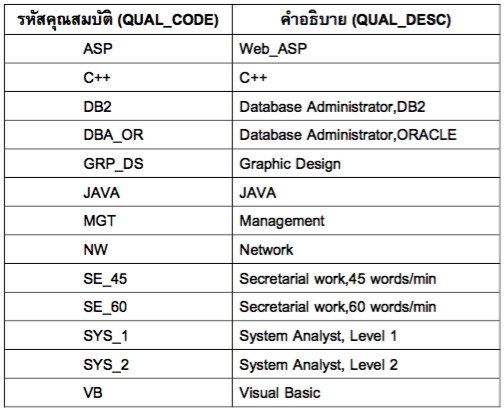 รหัสคุณสมบัติ (QUAL_CODE) คำอธิบาย (QUAL_DESC)
ASP Web_ASP
C++ C++
DB2 Database Administrator,DB2
DBA_OR Database Administrator,ORACLE
GRP_DS Graphic Design
JAVA JAVA
MGT Management
NW Network
SE_45 Secretarial work,45 words/min
SE_60 Secretarial work,60 words/min
SYS_1 System Analyst, Level 1
SYS_2 System Analyst, Level 2
VB Visual Basic